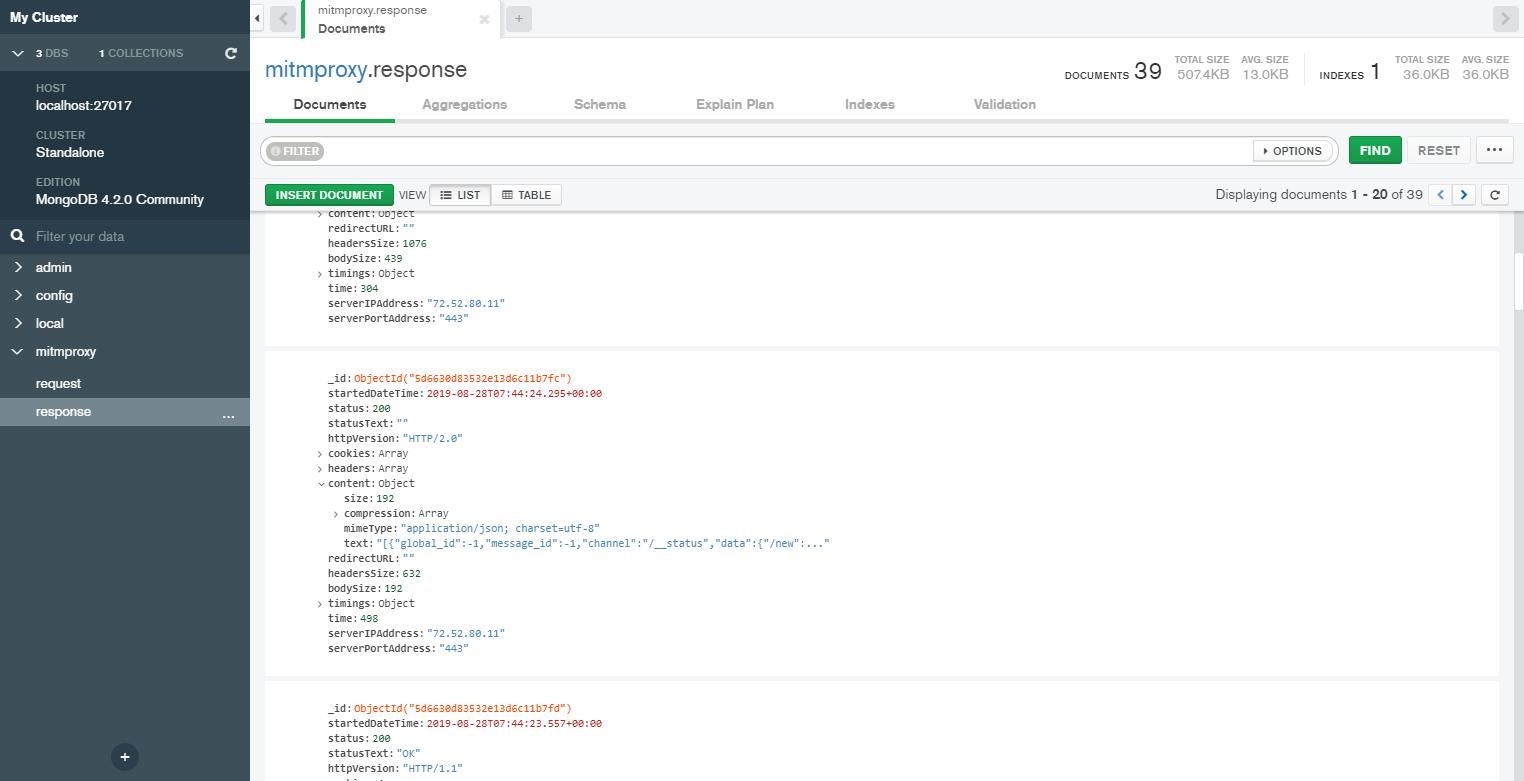 My Cluster
3 DBS 1 COLLECTIONS
HOST
localhost:27017
CLUSTER
Standalone
EDITION
MongoDB 4.2.0 Community
Filter your data
admin
config
local
mitmproxy
request
response ...
mitmproxy.response
Documents
mitmproxy.response
DOCUMENTS 39 TOTAL SIZE 507.4KB AVG. SIZE 13.0KB INDEXES 1 TOTAL SIZE 36.0KB AVG. SIZE 36.0KB
Documents Aggregations Schema Explain Plan Indexes Validation
FILTER OPTIONS FIND RESET ...
INSERT DOCUMENT VIEW LIST TABLE Displaying documents 1 - 20 of 39
content: Object
redirectURL: ""
headersSize: 1076
bodySize: 439
timings: Object
time: 304
serverIPAddress: "72.52.80.11"
serverPortAddress: "443"
_id: ObjectId("5d6630d83532e13d6c11b7fc")
startedDateTime: 2019-08-28T07:44:24.295+00:00
status: 200
statusText: ""
httpVersion: "HTTP/2.0"
cookies: Array
headers: Array
content: Object
size: 192
compression: Array
mimeType: "application/json; charset=utf-8"
text: "[{"global_id":-1,"message_id":-1,"channel":"/__status","data":{"/new":..."
redirectURL: ""
headersSize: 632
bodySize: 192
timings: Object
time: 498
serverIPAddress: "72.52.80.11"
serverPortAddress: "443"
_id: ObjectId("5d6630d83532e13d6c11b7fd")
startedDateTime: 2019-08-28T07:44:23.557+00:00
status: 200
statusText: "OK"
httpVersion: "HTTP/1.1"